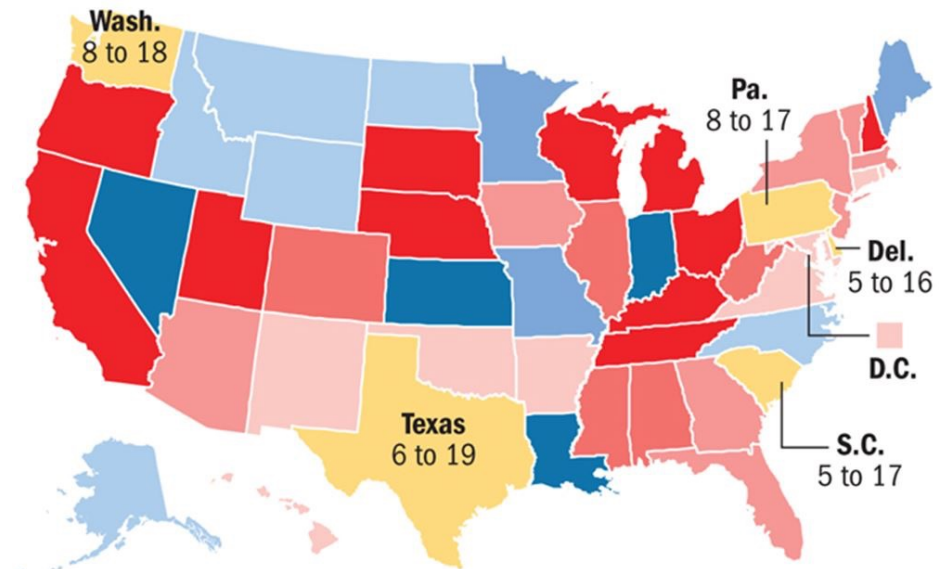 Wash.
8 to 18
Pa.
8 to 17
Del.
5 to 16
D.C.
Texas
6 to 19
S.C.
5 to 17